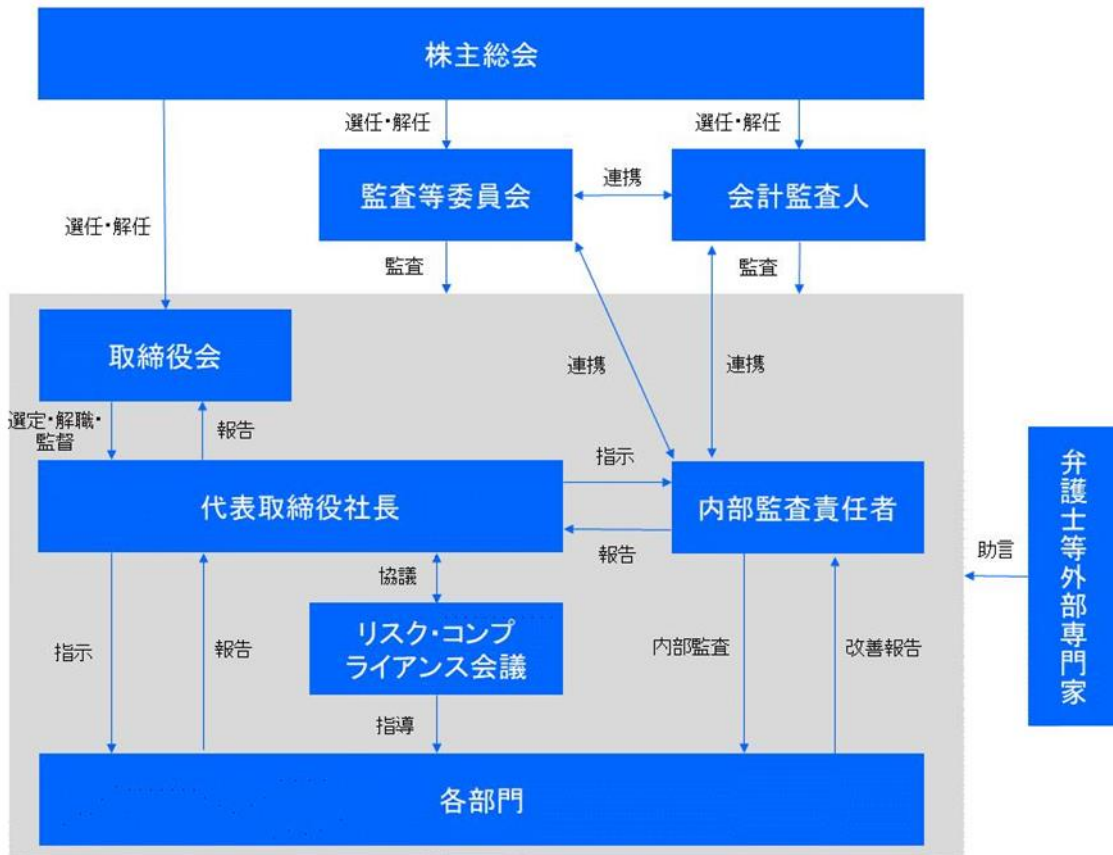 株主総会
選任・解任
選任・解任
選任・解任
監査等委員会
連携
会計監査人
監査
監査
取締役会
連携
連携
選定・解職・
監督
報告
代表取締役社長
指示
報告
内部監査責任者
弁護士等外部専門家
助言
協議
リスク・コンプ
ライアンス会議
指示
報告
内部監査
改善報告
指導
各部門